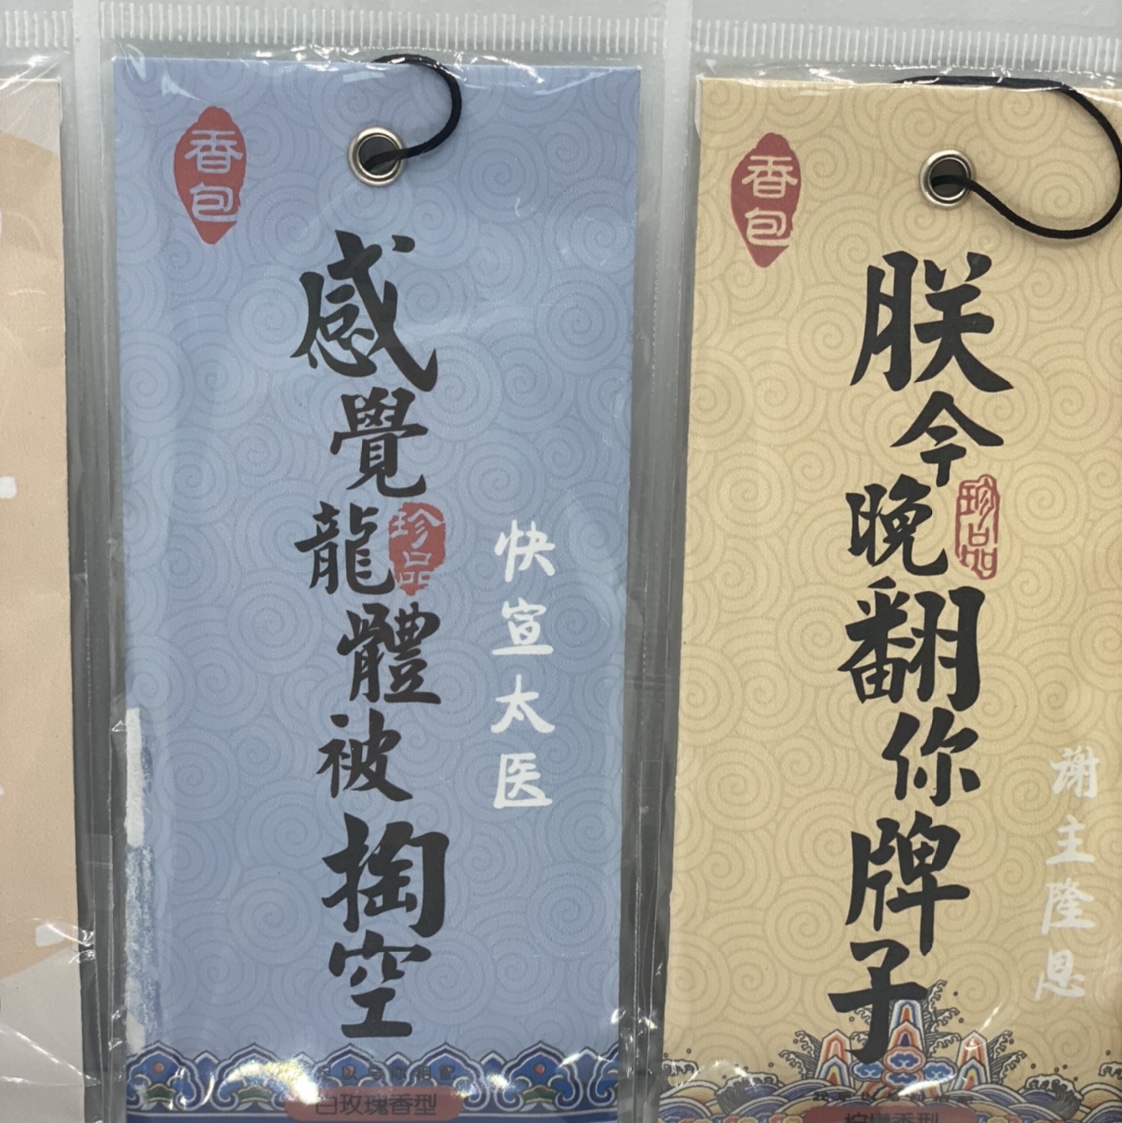 香包
感覺龍體被掏空
珍品
快宣太医
白玫瑰香型
香包
朕今晚翻你牌子
珍品
谢主隆恩